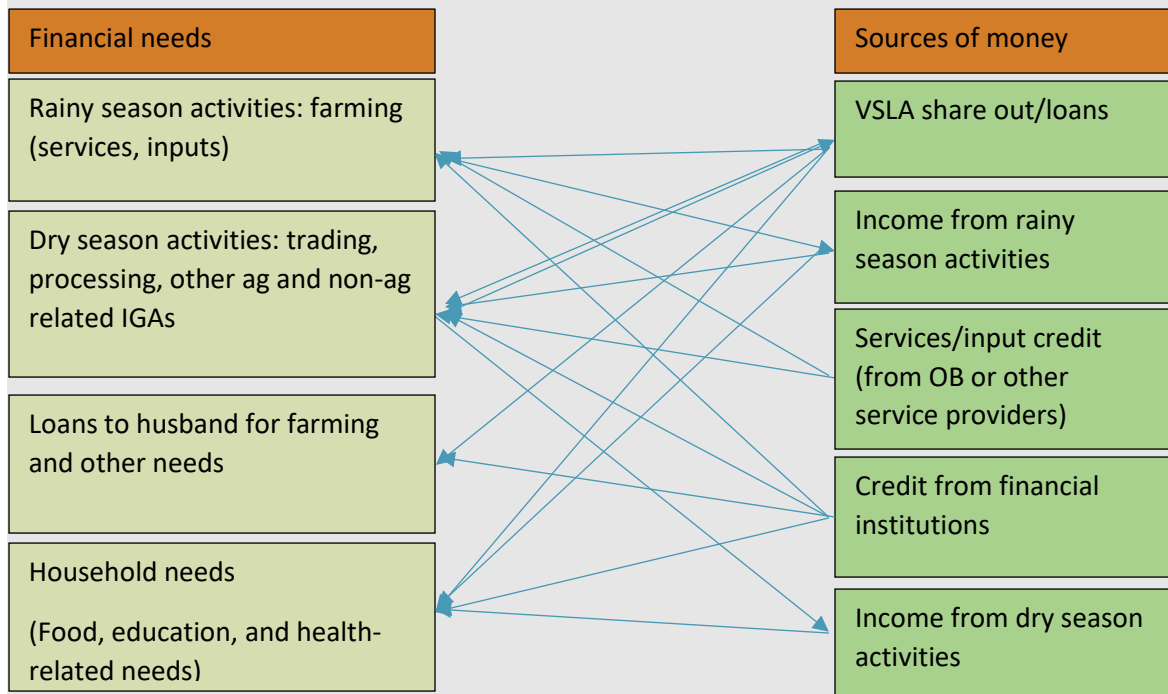 Financial needs
Rainy season activities: farming
(services, inputs)
Dry season activities: trading,
processing, other ag and non-ag
related IGAs
Loans to husband for farming
and other needs
Household needs
(Food, education, and health-
related needs)
Sources of money
VSLA share out/loans
Income from rainy
season activities
Services/input credit
(from OB or other
service providers)
Credit from financial
institutions
Income from dry season
activities